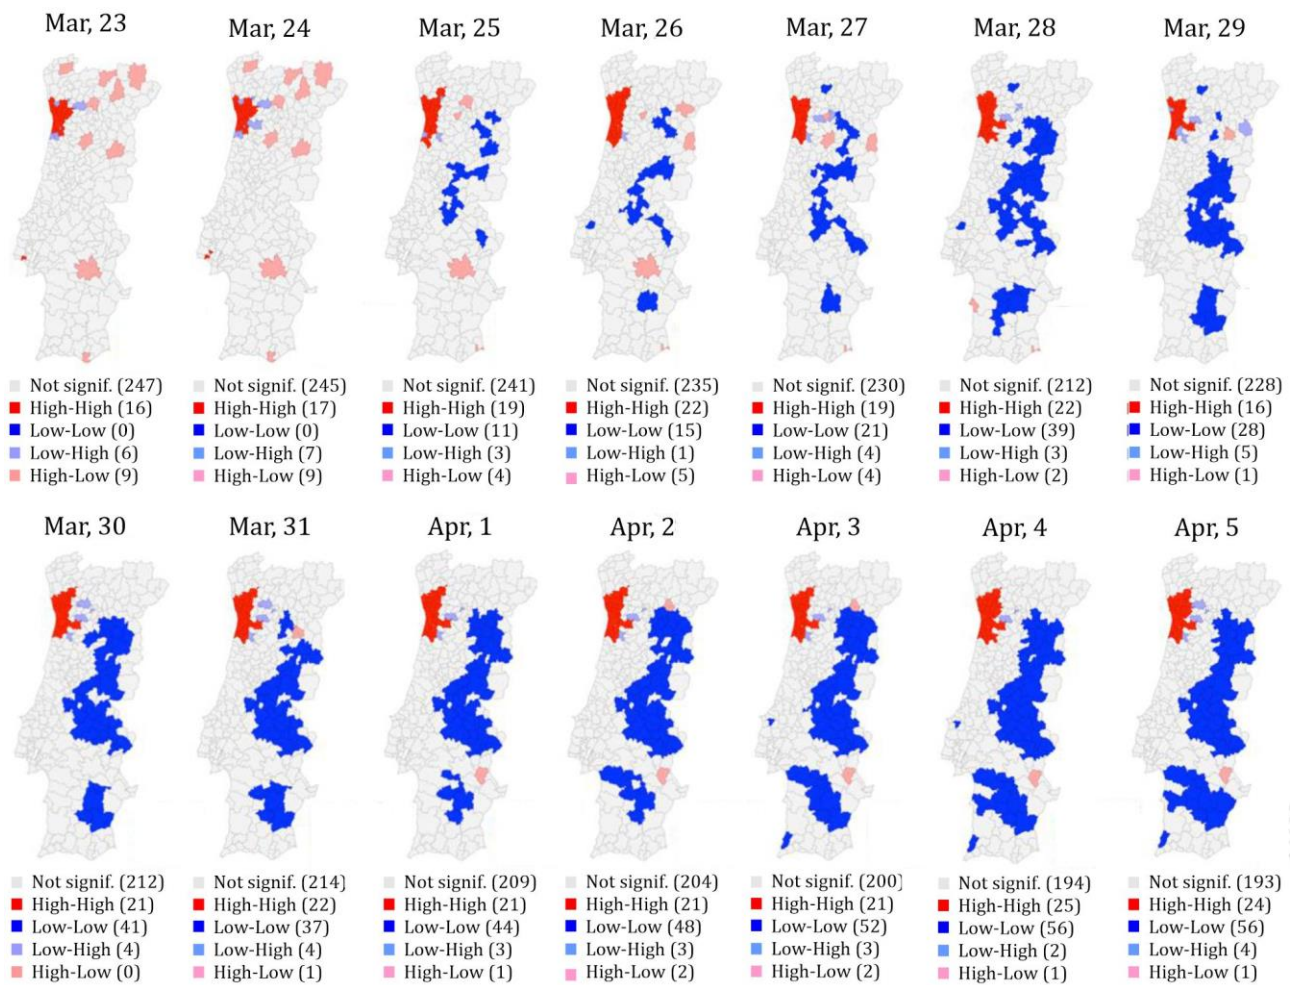 Mar, 23 Mar, 24 Mar, 25 Mar, 26 Mar, 27 Mar, 28 Mar, 29
Not signif. (247) Not signif. (245) Not signif. (241) Not signif. (235) Not signif. (230) Not signif. (212) Not signif. (228)
High-High (16) High-High (17) High-High (19) High-High (22) High-High (19) High-High (22) High-High (16)
Low-Low (0) Low-Low (0) Low-Low (11) Low-Low (15) Low-Low (21) Low-Low (39) Low-Low (28)
Low-High (6) Low-High (7) Low-High (3) Low-High (1) Low-High (4) Low-High (3) Low-High (5)
High-Low (9) High-Low (9) High-Low (4) High-Low (5) High-Low (4) High-Low (2) High-Low (1)
Mar, 30 Mar, 31 Apr, 1 Apr, 2 Apr, 3 Apr, 4 Apr, 5
Not signif. (212) Not signif. (214) Not signif. (209) Not signif. (204) Not signif. (200) Not signif. (194) Not signif. (193)
High-High (21) High-High (22) High-High (21) High-High (21) High-High (21) High-High (25) High-High (24)
Low-Low (41) Low-Low (37) Low-Low (44) Low-Low (48) Low-Low (52) Low-Low (56) Low-Low (56)
Low-High (4) Low-High (4) Low-High (3) Low-High (3) Low-High (3) Low-High (2) Low-High (4)
High-Low (0) High-Low (1) High-Low (1) High-Low (2) High-Low (2) High-Low (1) High-Low (1)